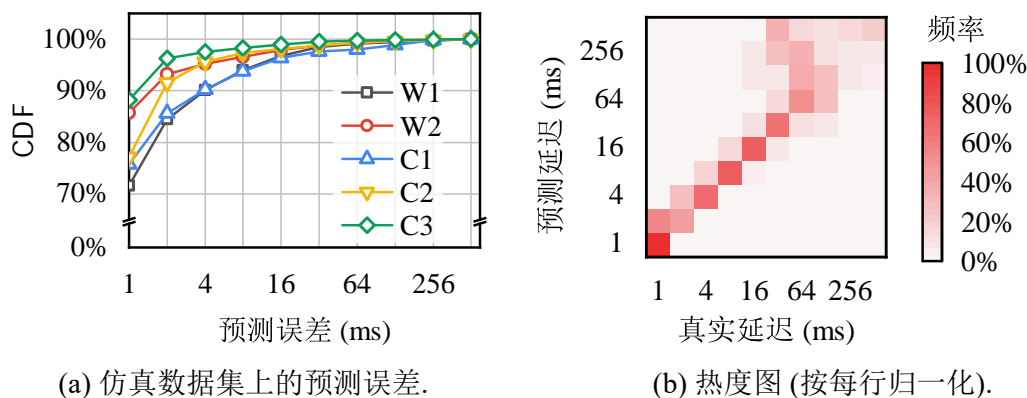 100%
90%
80%
70%
0%
CDF
W1
W2
C1
C2
C3
1 4 16 64 256
预测误差 (ms)
(a) 仿真数据集上的预测误差.
256
64
16
4
1
预测延迟 (ms)
1 4 16 64 256
真实延迟 (ms)
频率
100%
80%
60%
40%
20%
0%
(b) 热度图 (按每行归一化).